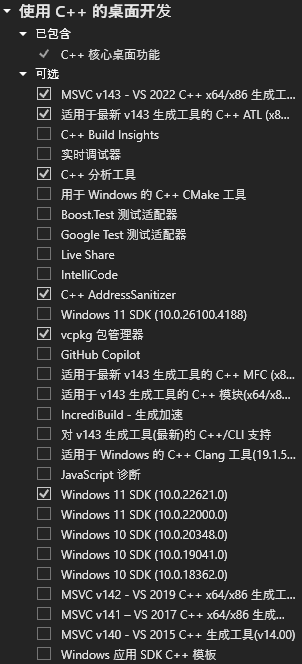 使用 C++ 的桌面开发
已包含
C++ 核心桌面功能
可选
MSVC v143 - VS 2022 C++ x64/x86 生成工...
适用于最新 v143 生成工具的 C++ ATL (x8...
C++ Build Insights
实时调试器
C++ 分析工具
用于 Windows 的 C++ CMake 工具
Boost.Test 测试适配器
Google Test 测试适配器
Live Share
IntelliCode
C++ AddressSanitizer
Windows 11 SDK (10.0.26100.4188)
vcpkg 包管理器
GitHub Copilot
适用于最新 v143 生成工具的 C++ MFC (x8...
适用于 v143 生成工具的 C++ 模块(x64/x8...
IncrediBuild - 生成加速
对 v143 生成工具(最新)的 C++/CLI 支持
适用于 Windows 的 C++ Clang 工具(19.1.5...
JavaScript 诊断
Windows 11 SDK (10.0.22621.0)
Windows 11 SDK (10.0.22000.0)
Windows 10 SDK (10.0.20348.0)
Windows 10 SDK (10.0.19041.0)
Windows 10 SDK (10.0.18362.0)
MSVC v142 - VS 2019 C++ x64/x86 生成工...
MSVC v141 – VS 2017 C++ x64/x86 生成...
MSVC v140 - VS 2015 C++ 生成工具(v14.00)
Windows 应用 SDK C++ 模板